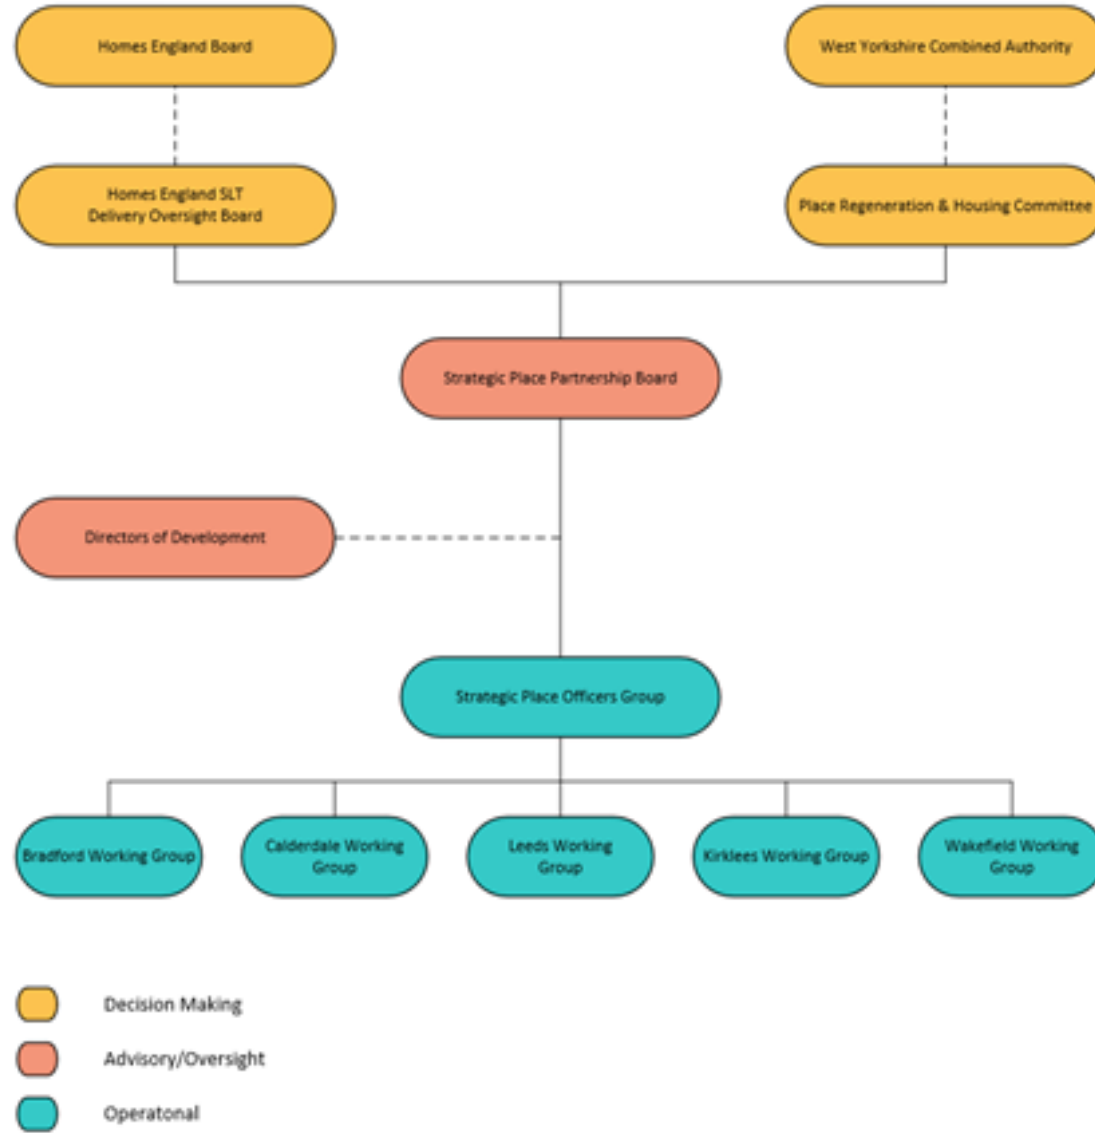 Homes England Board
West Yorkshire Combined Authority
Homes England SLT
Delivery Oversight Board
Place Regeneration & Housing Committee
Strategic Place Partnership Board
Directors of Development
Strategic Place Officers Group
Bradford Working Group
Calderdale Working
Group
Leeds Working
Group
Kirklees Working Group
Wakefield Working
Group
Decision Making
Advisory/Oversight
Operatonal